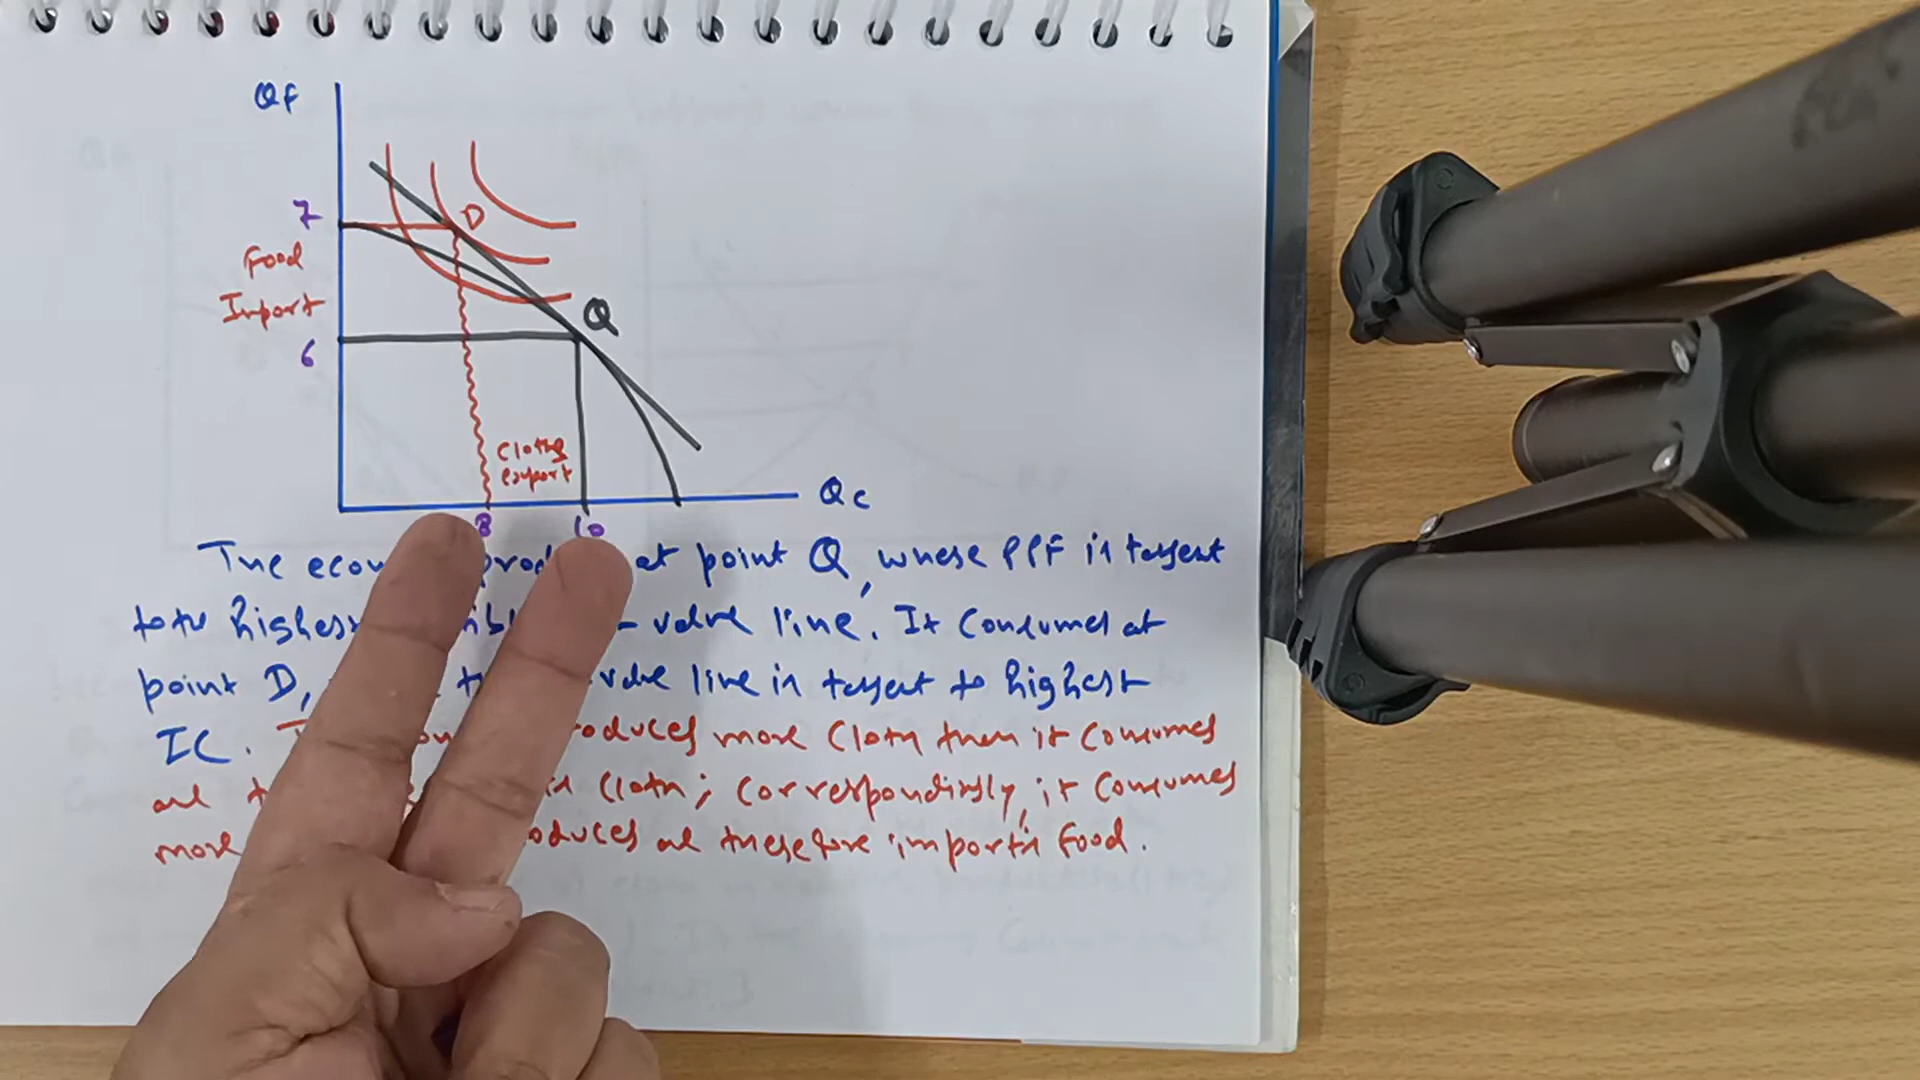 QF
7
D
Food
Import
Q
6
Cloths
export
Qc
8 10
The econ prod at point Q, where PPF is tangent
to the highest value line. It consumes at
point D, value line is tangent to highest
IC. produces more cloth than it consumes
and cloth; correspondingly, it consumes
more produces and therefore imports food.